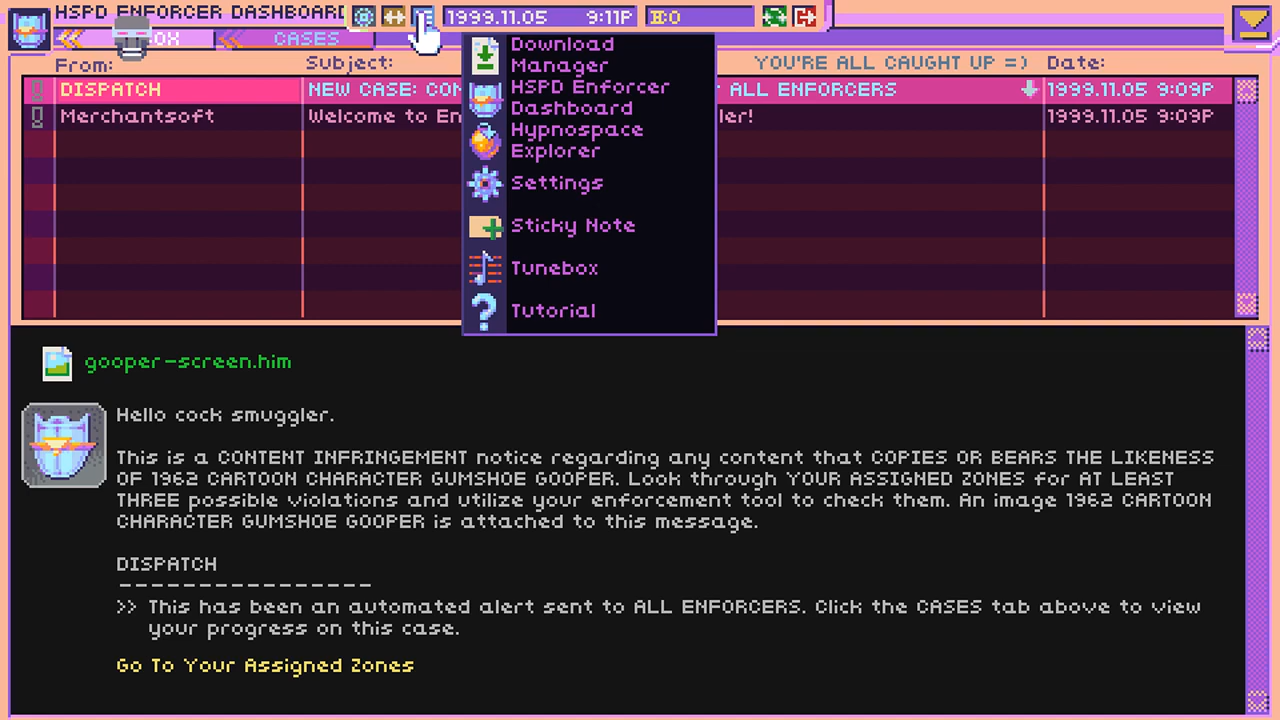 HSPD ENFORCER DASHBOARD
1999.11.05 9:11P
0
OX
CASES
From:
Subject:
YOU'RE ALL CAUGHT UP =)
Date:
DISPATCH
NEW CASE: ALL ENFORCERS
1999.11.05 9:09P
Merchantsoft
Welcome to
1999.11.05 9:09P
Download
Manager
HSPD Enforcer
Dashboard
Hypnospace
Explorer
Settings
Sticky Note
Tunebox
Tutorial
gooper-screen.him
Hello cock smuggler.
This is a CONTENT INFRINGEMENT notice regarding any content that COPIES OR BEARS THE LIKENESS
OF 1962 CARTOON CHARACTER GUMSHOE GOOPER. Look through YOUR ASSIGNED ZONES for AT LEAST
THREE possible violations and utilize your enforcement tool to check them. An image 1962 CARTOON
CHARACTER GUMSHOE GOOPER is attached to this message.
DISPATCH
----------------
>> This has been an automated alert sent to ALL ENFORCERS. Click the CASES tab above to view
your progress on this case.
Go To Your Assigned Zones